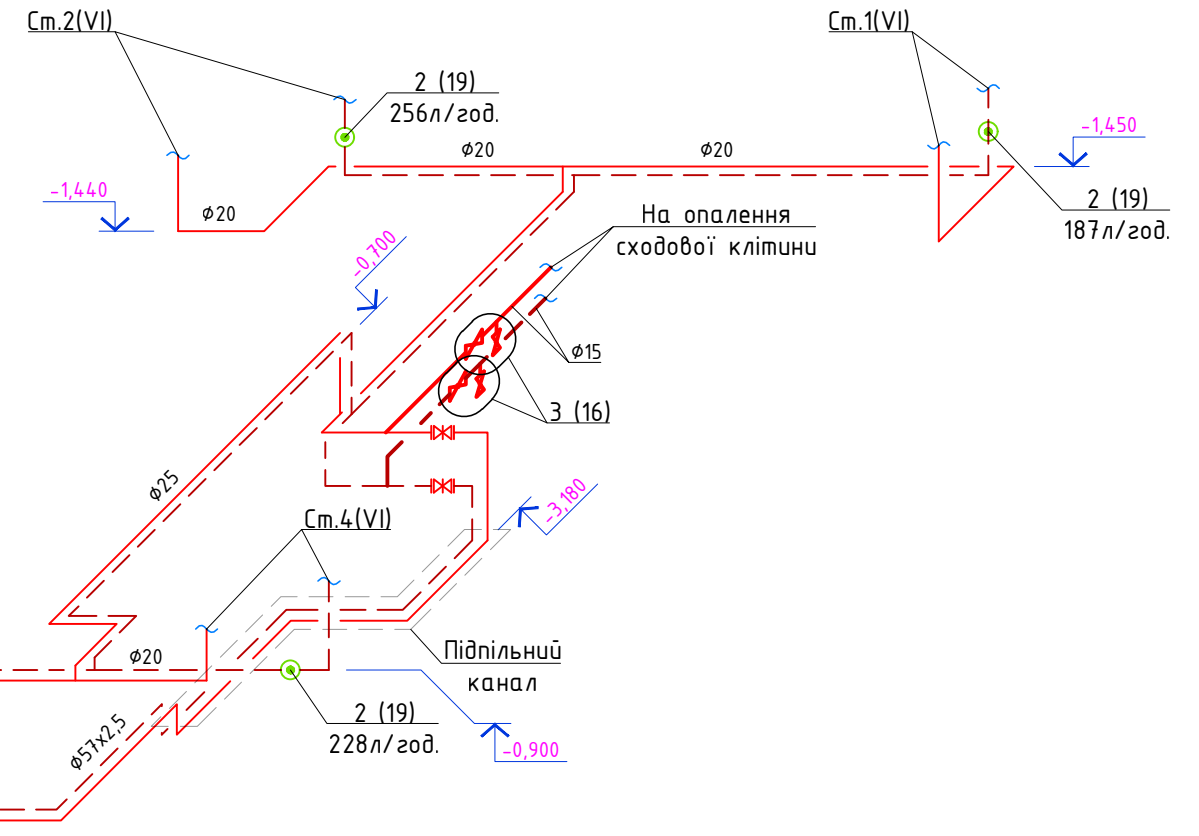 Ст.2(VI)
Ст.1(VI)
2 (19)
256л/год.
-1,450
ø20
ø20
-1,440
ø20
2 (19)
187л/год.
На опалення
сходової клітини
-0,700
ø15
3 (16)
ø25
-3,180
Ст.4(VI)
ø20
Підпільний
канал
2 (19)
228л/год.
ø57х2,5
-0,900